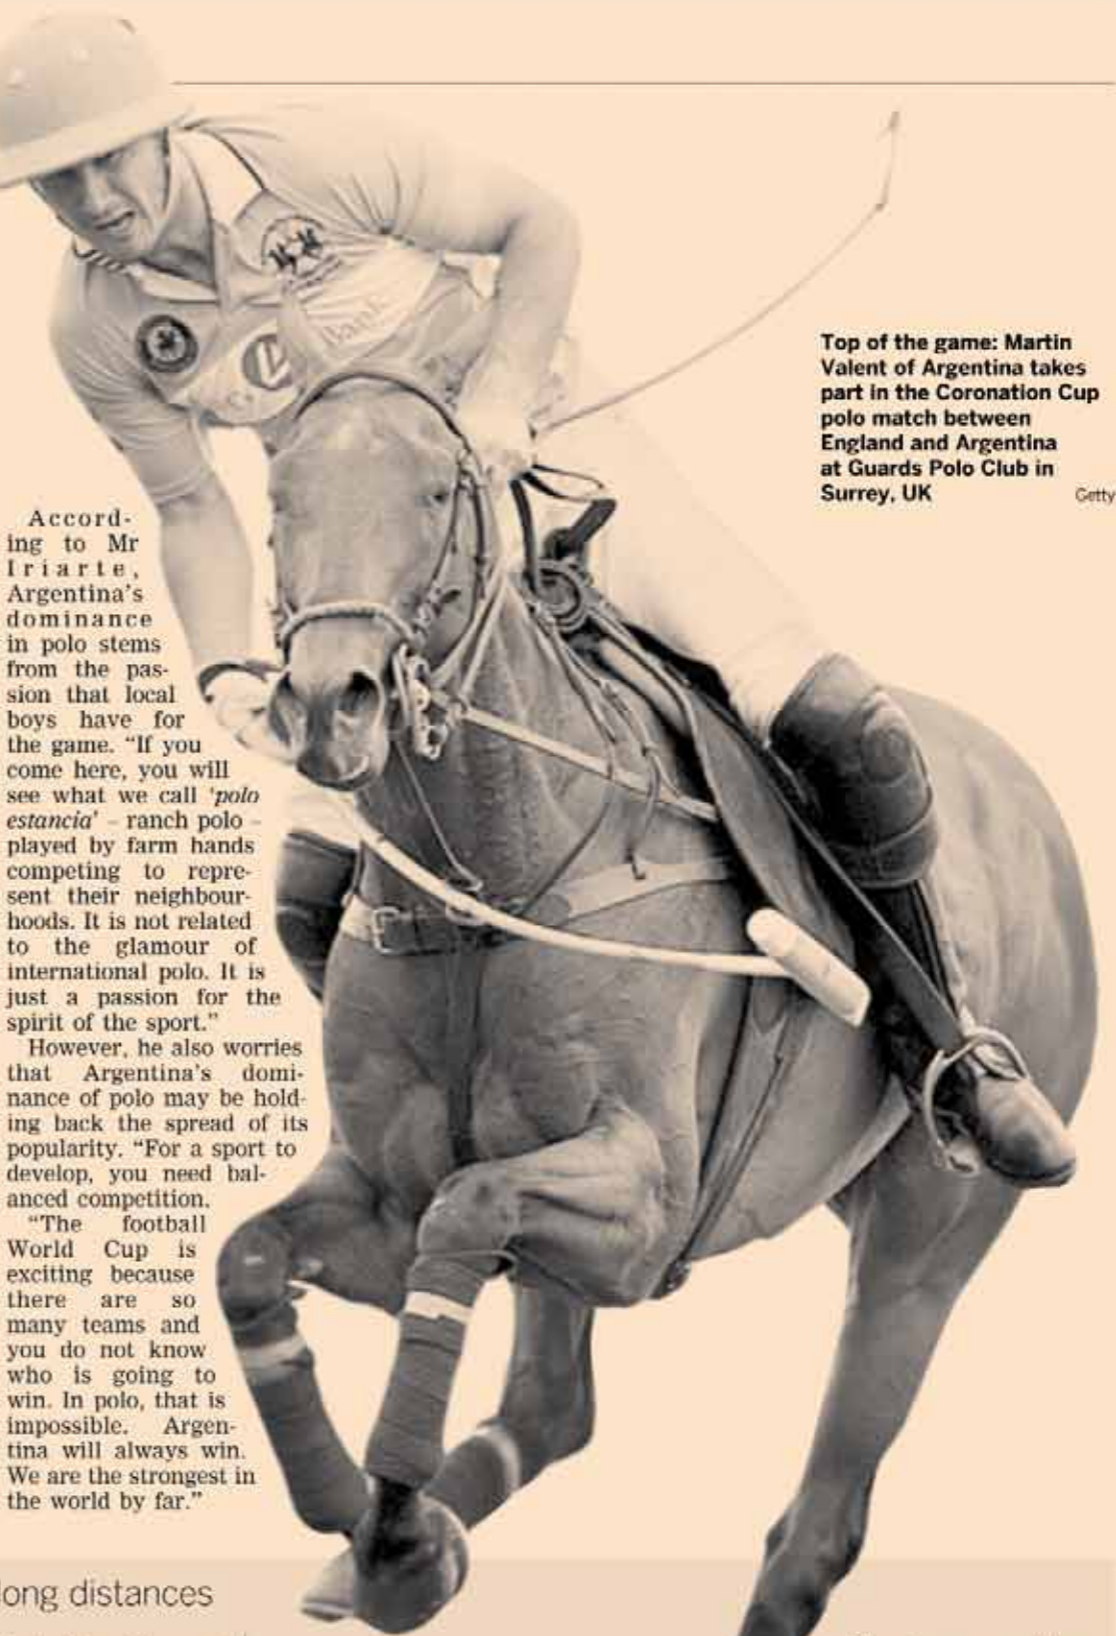 Top of the game: Martin
Valent of Argentina takes
part in the Coronation Cup
polo match between
England and Argentina
at Guards Polo Club in
Surrey, UK
Getty
Accord-
ing to Mr
Iriarte,
Argentina's
dominance
in polo stems
from the pas-
sion that local
boys have for
the game. “If you
come here, you will
see what we call ‘polo
estancia’ – ranch polo –
played by farm hands
competing to repre-
sent their neighbour-
hoods. It is not related
to the glamour of
international polo. It is
just a passion for the
spirit of the sport.”
However, he also worries
that Argentina's domi-
nance of polo may be hold-
ing back the spread of its
popularity. “For a sport to
develop, you need bal-
anced competition.
“The football
World Cup is
exciting because
there are so
many teams and
you do not know
who is going to
win. In polo, that is
impossible. Argen-
tina will always win.
We are the strongest in
the world by far.”
long distances